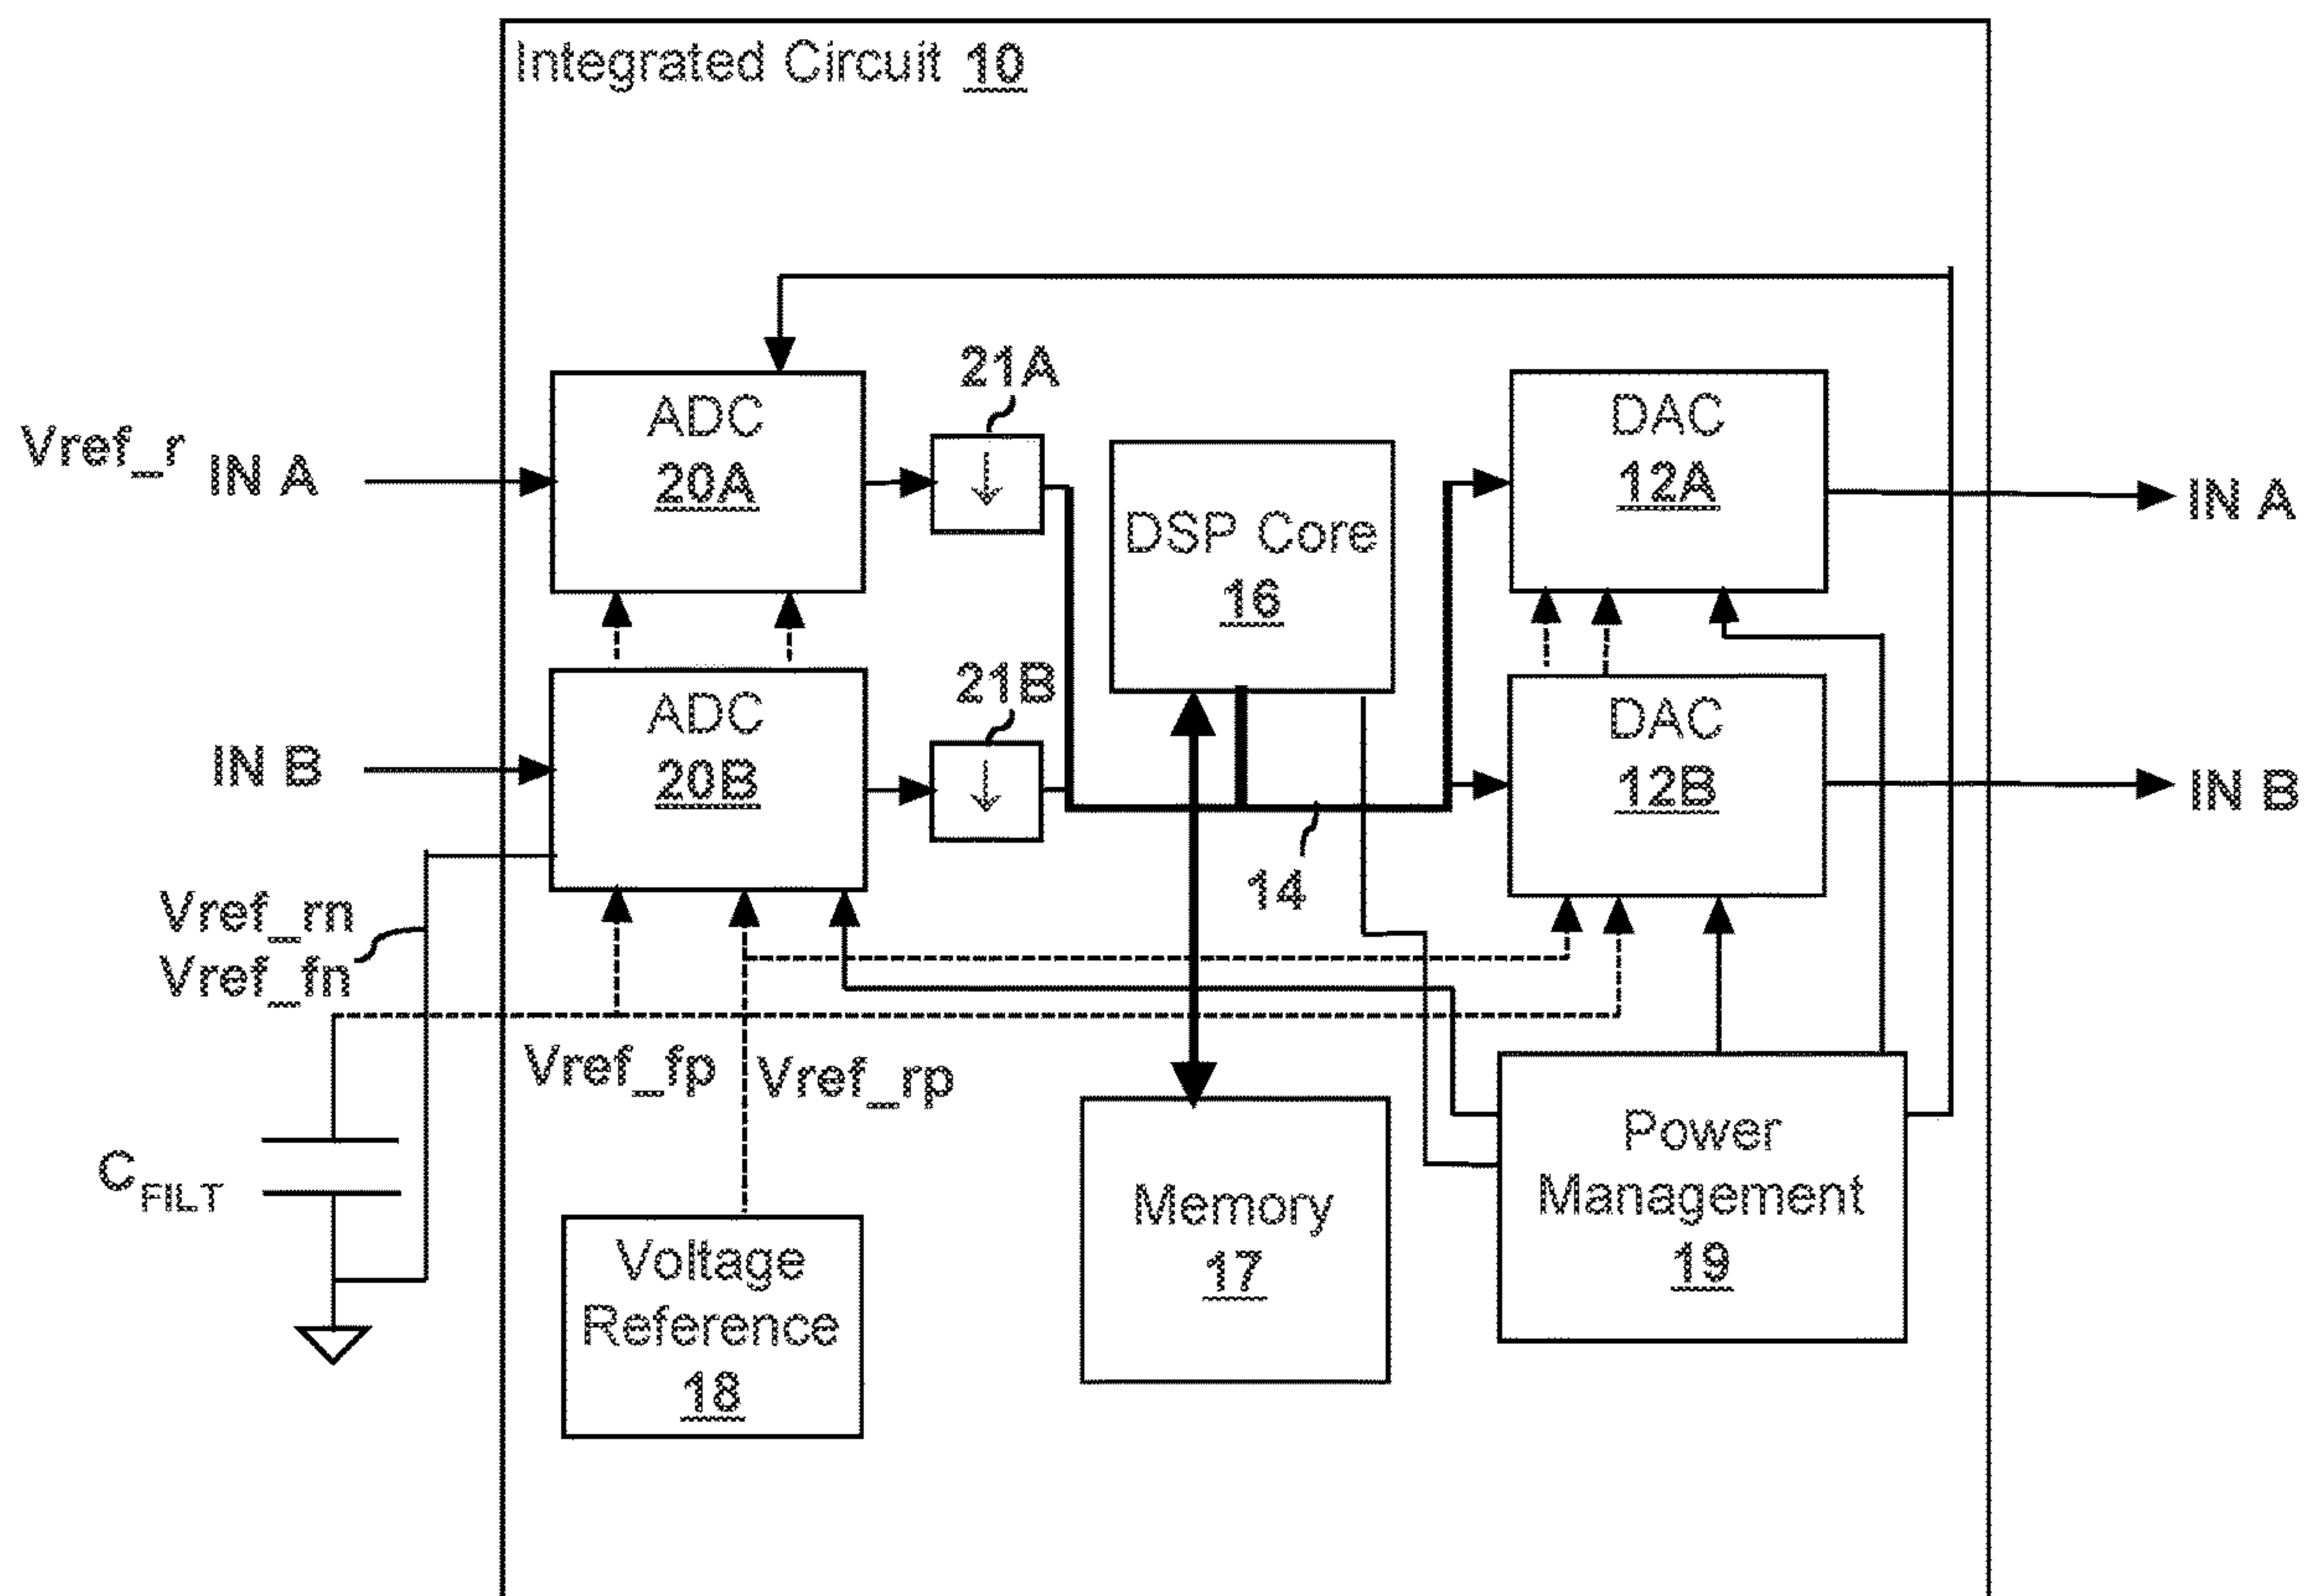 Integrated Circuit 10
21A
ADC
20A
DAC
12A
Vref_r
IN A
IN A
DSP Core
16
21B
ADC
20B
DAC
12B
IN B
IN B
14
Vref_rn
Vref_fn
Vref_fp
Vref_rp
CFILT
Power
Management
19
Memory
17
Voltage
Reference
18